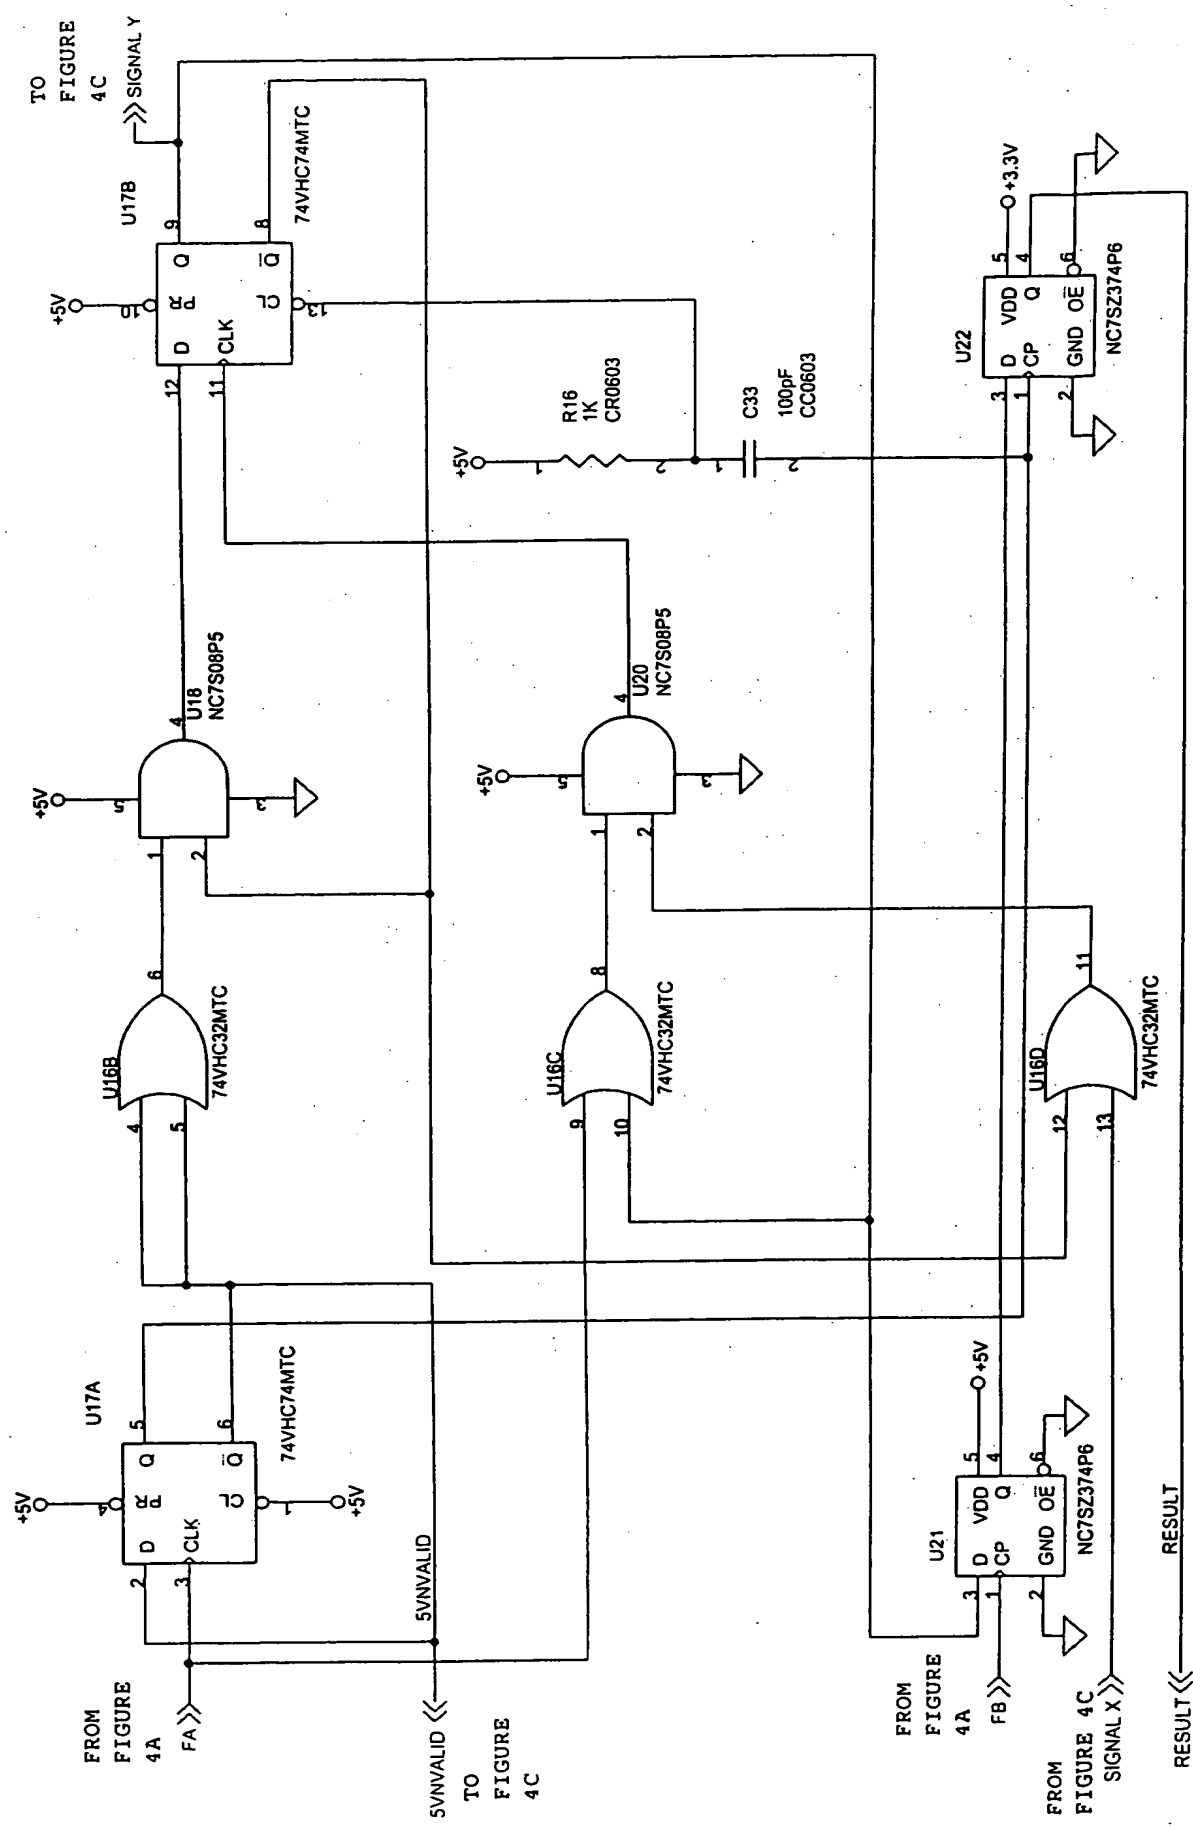 TO
FIGURE
4C
SIGNAL Y
U17B
+5V
10
12
D
PR
Q
9
11
CLK
CL
Q
8
13
74VHC74MTC
+5V
1
R16
1K
CR0603
2
1
C33
100pF
CC0603
2
U22
+3.3V
3
D
VDD
5
1
CP
Q
4
2
GND
OE
6
NC7SZ374P6
+5V
5
1
2
3
4
U18
NC7S08P5
+5V
5
1
2
3
4
U20
NC7S08P5
U16B
4
5
6
74VHC32MTC
U16C
9
10
8
74VHC32MTC
U16D
12
13
11
74VHC32MTC
U17A
+5V
4
2
D
PR
Q
5
3
CLK
CL
Q
6
1
+5V
74VHC74MTC
5VNVALID
FROM
FIGURE
4A
FA
5VNVALID
TO
FIGURE
4C
U21
+5V
3
D
VDD
5
1
CP
Q
4
2
GND
OE
6
NC7SZ374P6
FROM
FIGURE
4A
FB
FROM
FIGURE 4C
SIGNAL X
RESULT
RESULT